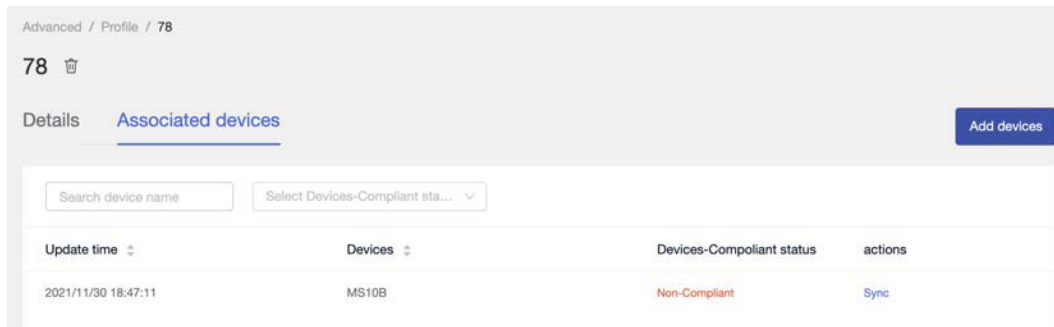 Advanced / Profile / 78
78
Details Associated devices Add devices
Search device name Select Devices-Compliant sta...
Update time Devices Devices-Compoliant status actions
2021/11/30 18:47:11 MS10B Non-Compliant Sync